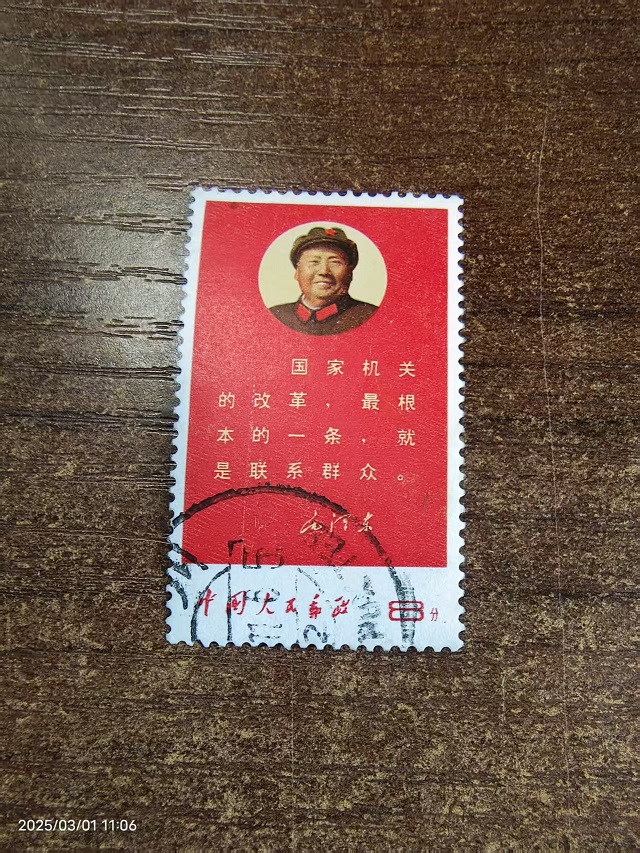 国家机关
的改革，最根
本的一条，就
是联系群众。
毛泽东
中国人民邮政 8分
2025/03/01 11:06